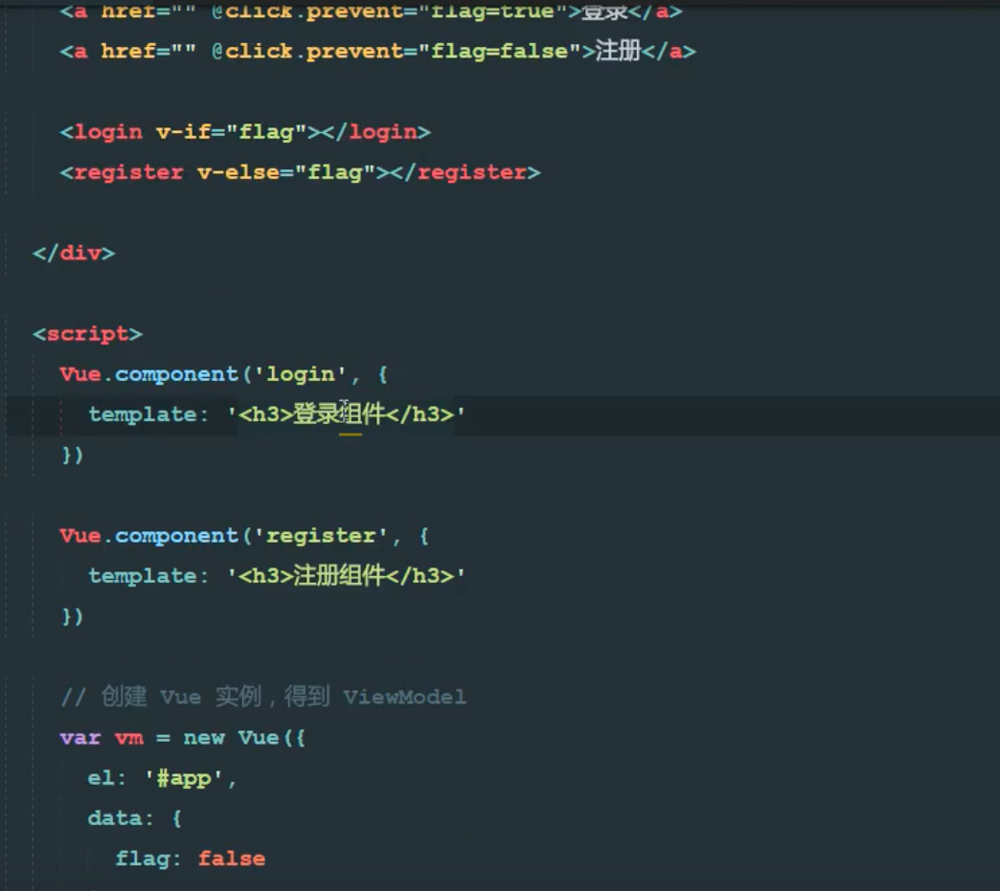 <a href="" @click.prevent="flag=true">登录</a>
<a href="" @click.prevent="flag=false">注册</a>
<login v-if="flag"></login>
<register v-else="flag"></register>
</div>
<script>
Vue.component('login', {
template: '<h3>登录组件</h3>'
})
Vue.component('register', {
template: '<h3>注册组件</h3>'
})
// 创建 Vue 实例，得到 ViewModel
var vm = new Vue({
el: '#app',
data: {
flag: false